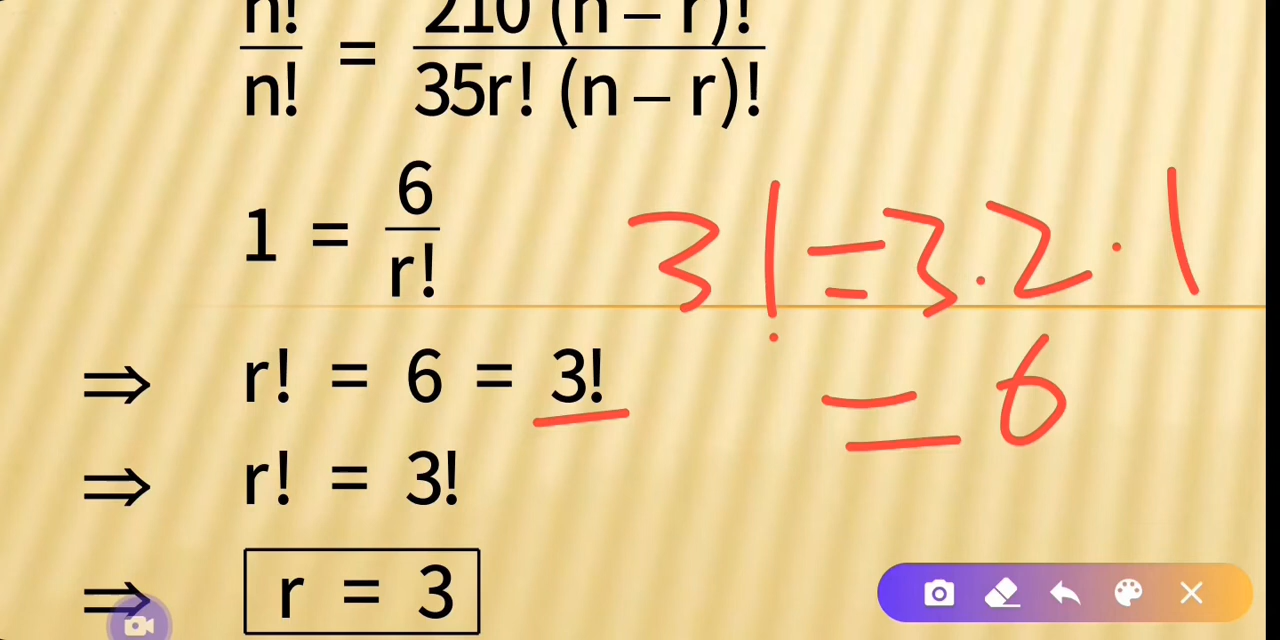 n! = 210 (n – r)!
n! 35r! (n – r)!
1 = 6
r!
3! = 3.2.1
⇒ r! = 6 = 3!
= 6
⇒ r! = 3!
⇒ r = 3